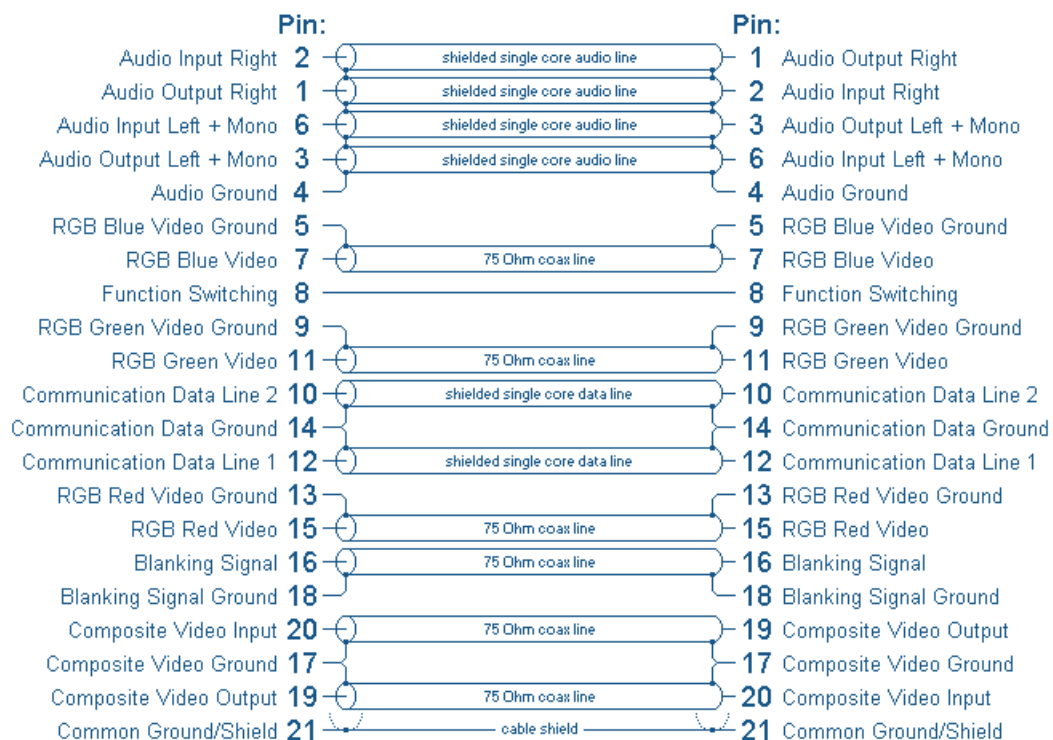 Pin: Pin:
Audio Input Right 2 shielded single core audio line 1 Audio Output Right
Audio Output Right 1 shielded single core audio line 2 Audio Input Right
Audio Input Left + Mono 6 shielded single core audio line 3 Audio Output Left + Mono
Audio Output Left + Mono 3 shielded single core audio line 6 Audio Input Left + Mono
Audio Ground 4 4 Audio Ground
RGB Blue Video Ground 5 5 RGB Blue Video Ground
RGB Blue Video 7 75 Ohm coax line 7 RGB Blue Video
Function Switching 8 8 Function Switching
RGB Green Video Ground 9 9 RGB Green Video Ground
RGB Green Video 11 75 Ohm coax line 11 RGB Green Video
Communication Data Line 2 10 shielded single core data line 10 Communication Data Line 2
Communication Data Ground 14 14 Communication Data Ground
Communication Data Line 1 12 shielded single core data line 12 Communication Data Line 1
RGB Red Video Ground 13 13 RGB Red Video Ground
RGB Red Video 15 75 Ohm coax line 15 RGB Red Video
Blanking Signal 16 75 Ohm coax line 16 Blanking Signal
Blanking Signal Ground 18 18 Blanking Signal Ground
Composite Video Input 20 75 Ohm coax line 19 Composite Video Output
Composite Video Ground 17 17 Composite Video Ground
Composite Video Output 19 75 Ohm coax line 20 Composite Video Input
Common Ground/Shield 21 cable shield 21 Common Ground/Shield